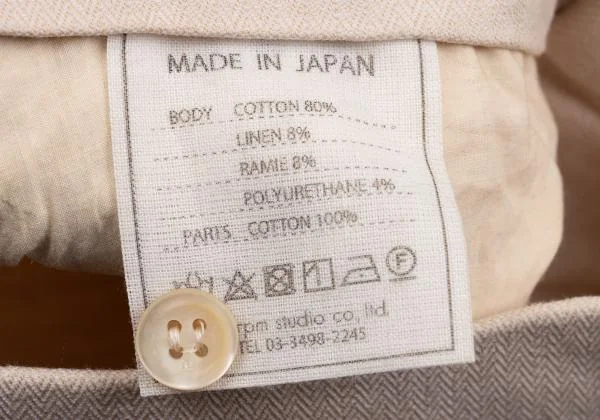 MADE IN JAPAN
BODY COTTON 80%
LINEN 8%
RAMIE 8%
POLYURETHANE 4%
PARTS COTTON 100%
F
rpm studio co., ltd.
TEL 03-3498-2245